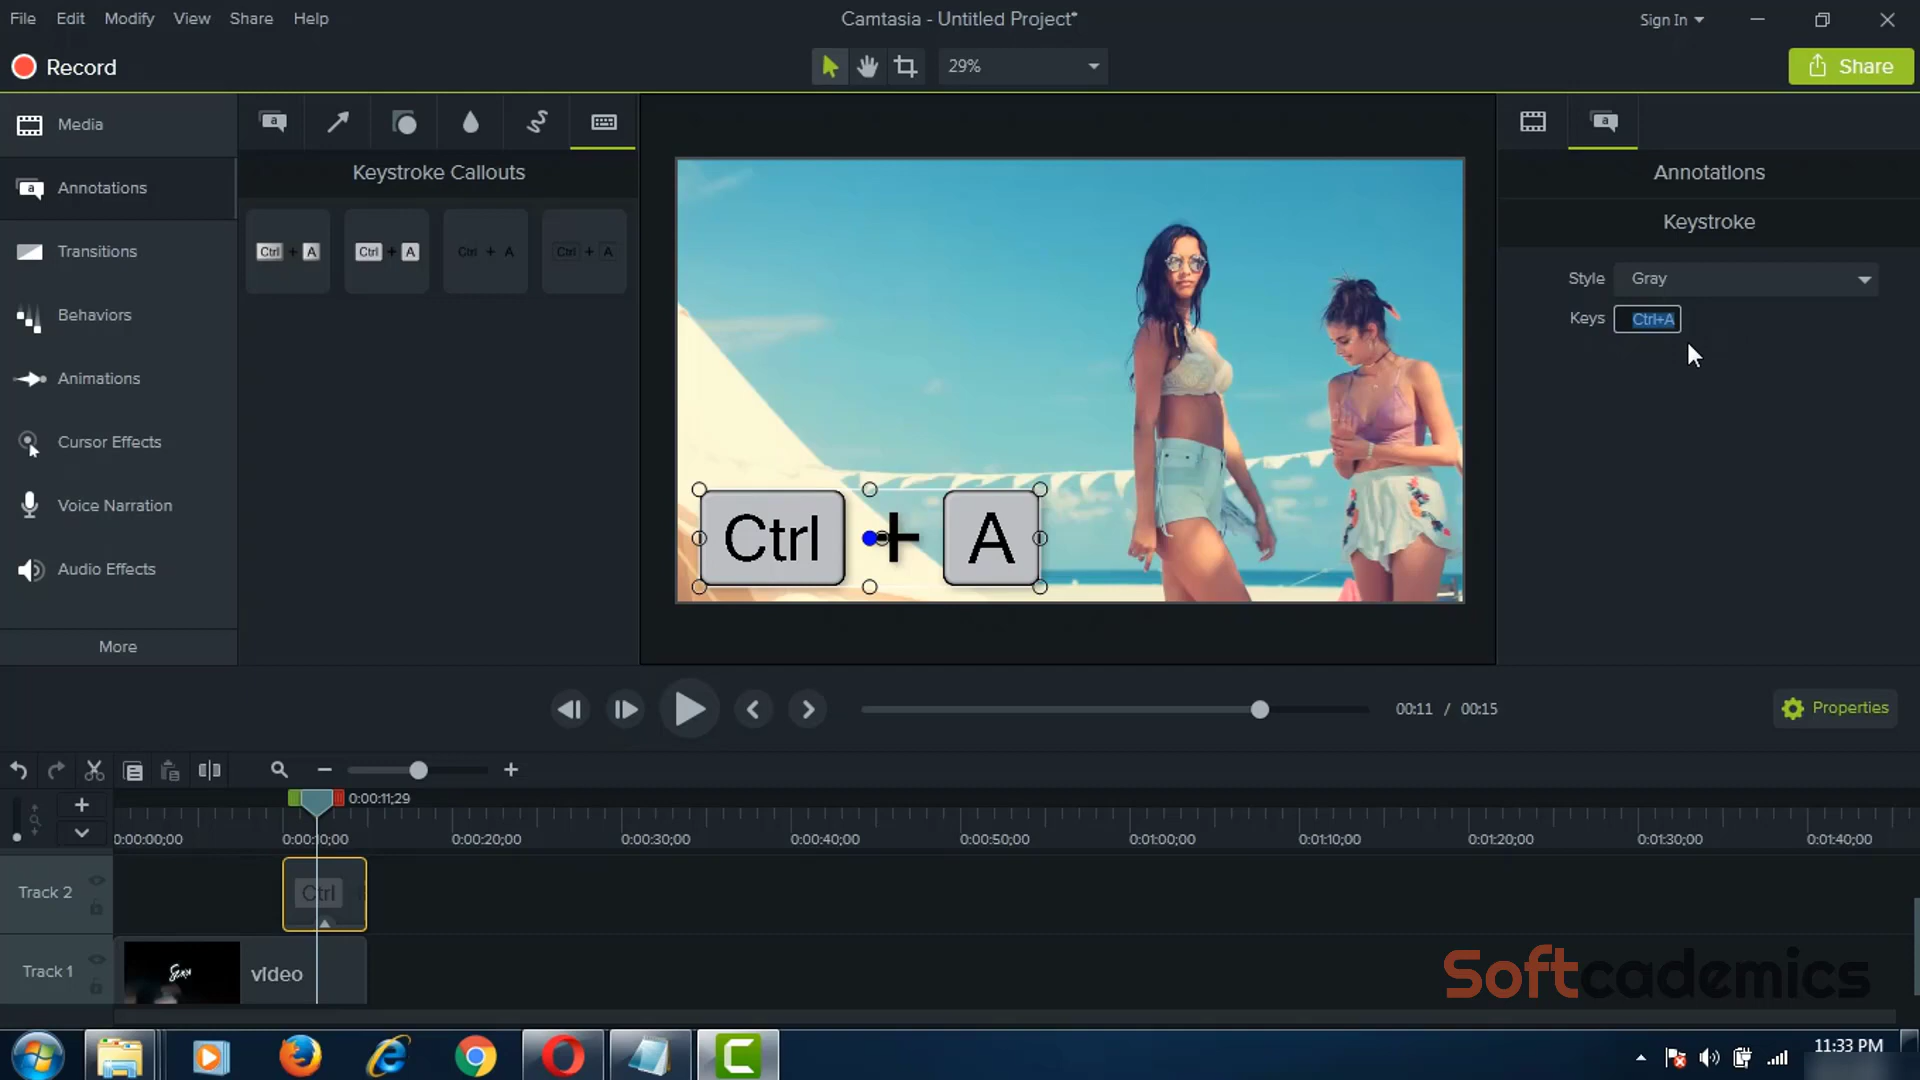 File Edit Modify View Share Help
Camtasia - Untitled Project*
Sign In
Record
29%
Share
Media
Annotations
Transitions
Behaviors
Animations
Cursor Effects
Voice Narration
Audio Effects
More
a
Keystroke Callouts
Ctrl + A
Ctrl + A
Ctrl + A
Ctrl + A
Ctrl + A
a
Annotations
Keystroke
Style Gray
Keys Ctrl+A
00:11 / 00:15
Properties
0:00:11;29
0:00:00;00 0:00:10;00 0:00:20;00 0:00:30;00 0:00:40;00 0:00:50;00 0:01:00;00 0:01:10;00 0:01:20;00 0:01:30;00 0:01:40;00
Track 2
Ctrl
Track 1
video
Softcademics
11:33 PM